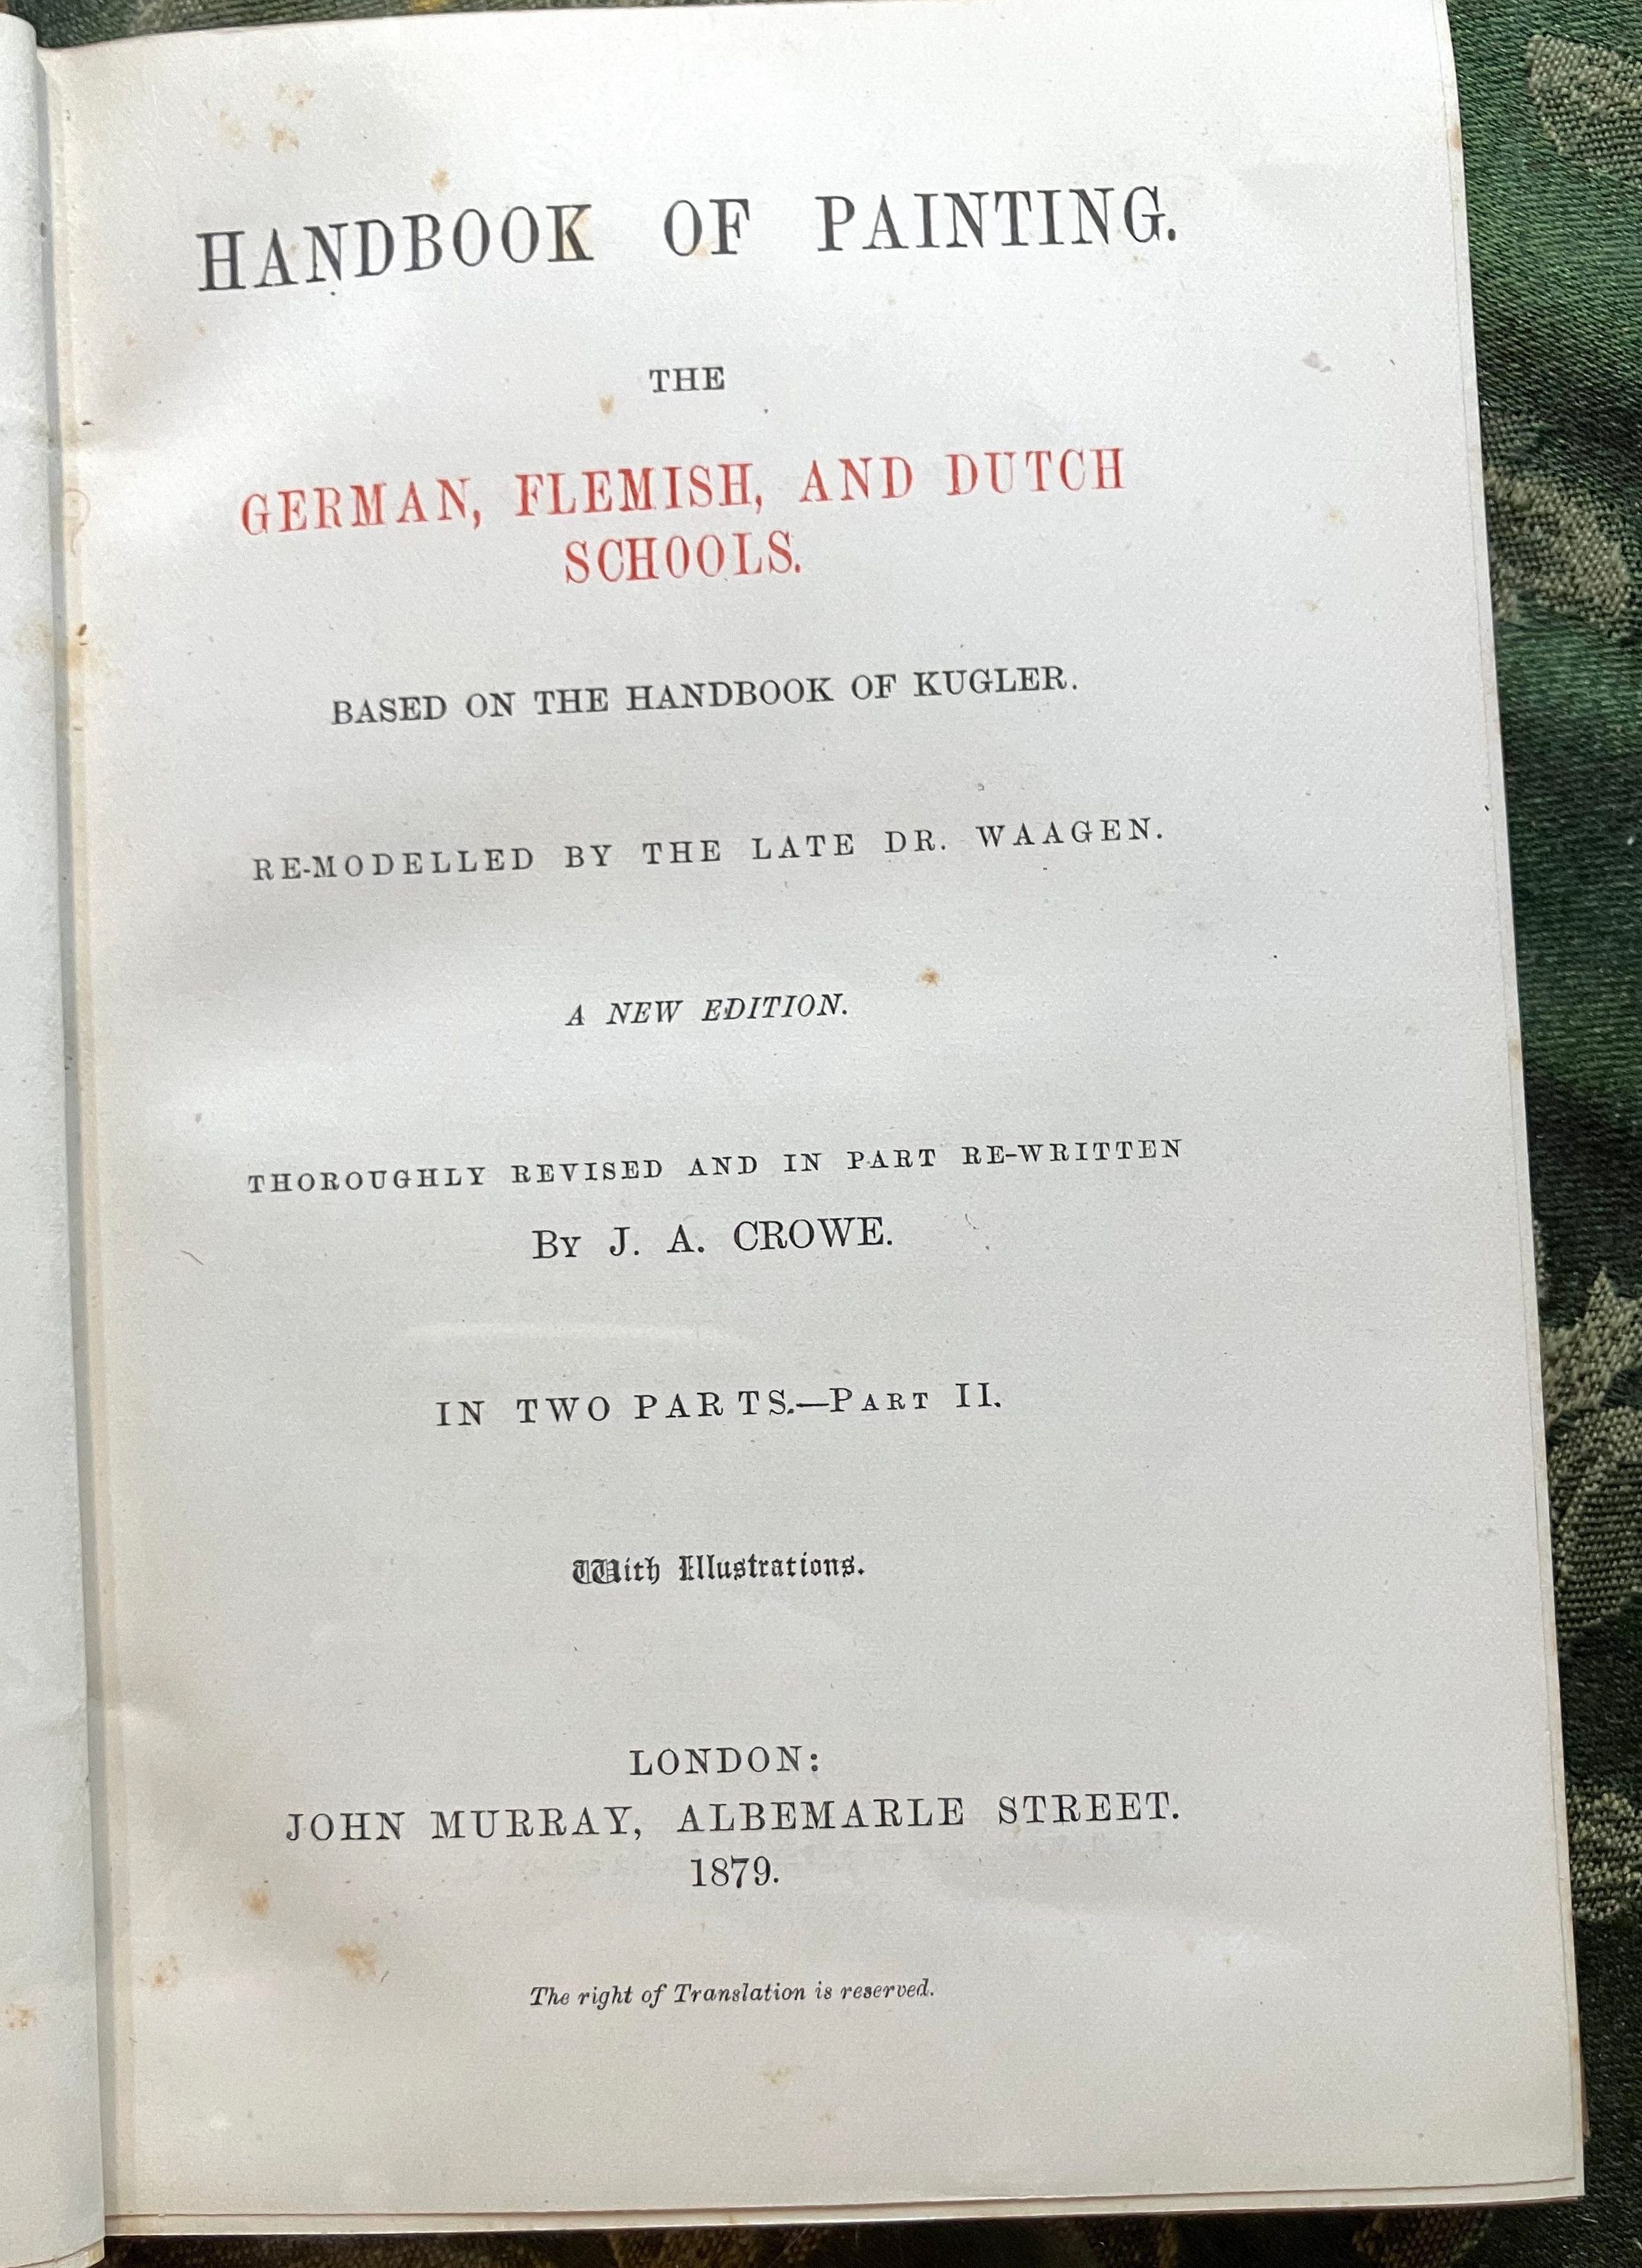 HANDBOOK OF PAINTING.
THE
GERMAN, FLEMISH, AND DUTCH
SCHOOLS.
BASED ON THE HANDBOOK OF KUGLER.
RE-MODELLED BY THE LATE DR. WAAGEN.
A NEW EDITION.
THOROUGHLY REVISED AND IN PART RE-WRITTEN
BY J. A. CROWE.
IN TWO PARTS.—PART II.
With Illustrations.
LONDON:
JOHN MURRAY, ALBEMARLE STREET.
1879.
The right of Translation is reserved.